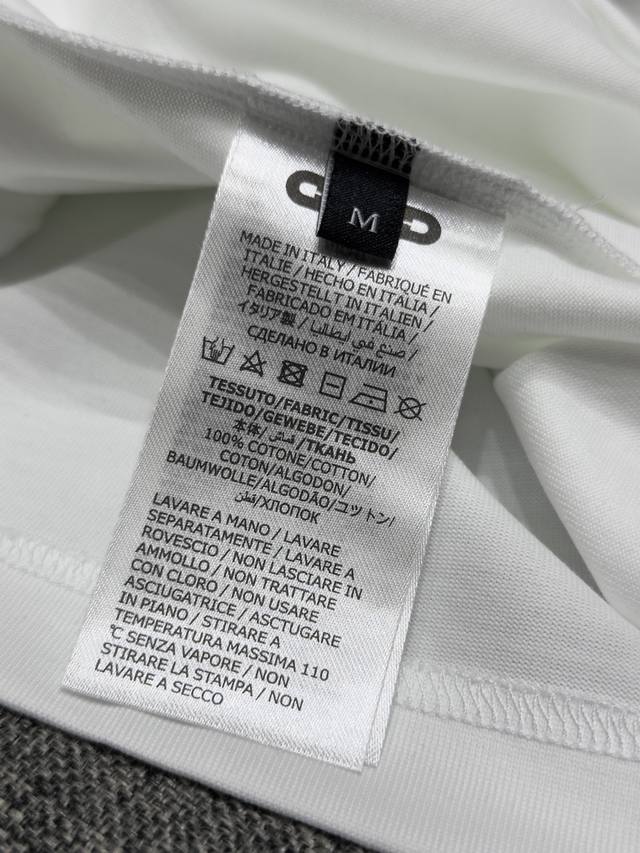 M
MADE IN ITALY / FABRIQUÉ EN
ITALIE / HECHO EN ITALIA /
HERGESTELLT IN ITALIEN /
FABRICADO EM ITÁLIA /
イタリア製 / صنع في ايطاليا /
СДЕЛАНО В ИТАЛИИ
TESSUTO/FABRIC/TISSU/
TEJIDO/GEWEBE/TECIDO/
本体/قماش/ТКАНЬ
100% COTONE/COTTON/
COTON/ALGODON/
BAUMWOLLE/ALGODÃO/コットン/
قطن/ХЛОПОК
LAVARE A MANO / LAVARE
SEPARATAMENTE / LAVARE A
ROVESCIO / NON LASCIARE IN
AMMOLLO / NON TRATTARE
CON CLORO / NON USARE
ASCIUGATRICE / ASCTUGARE
IN PIANO / STIRARE A
TEMPERATURA MASSIMA 110
℃ SENZA VAPORE / NON
STIRARE LA STAMPA / NON
LAVARE A SECCO